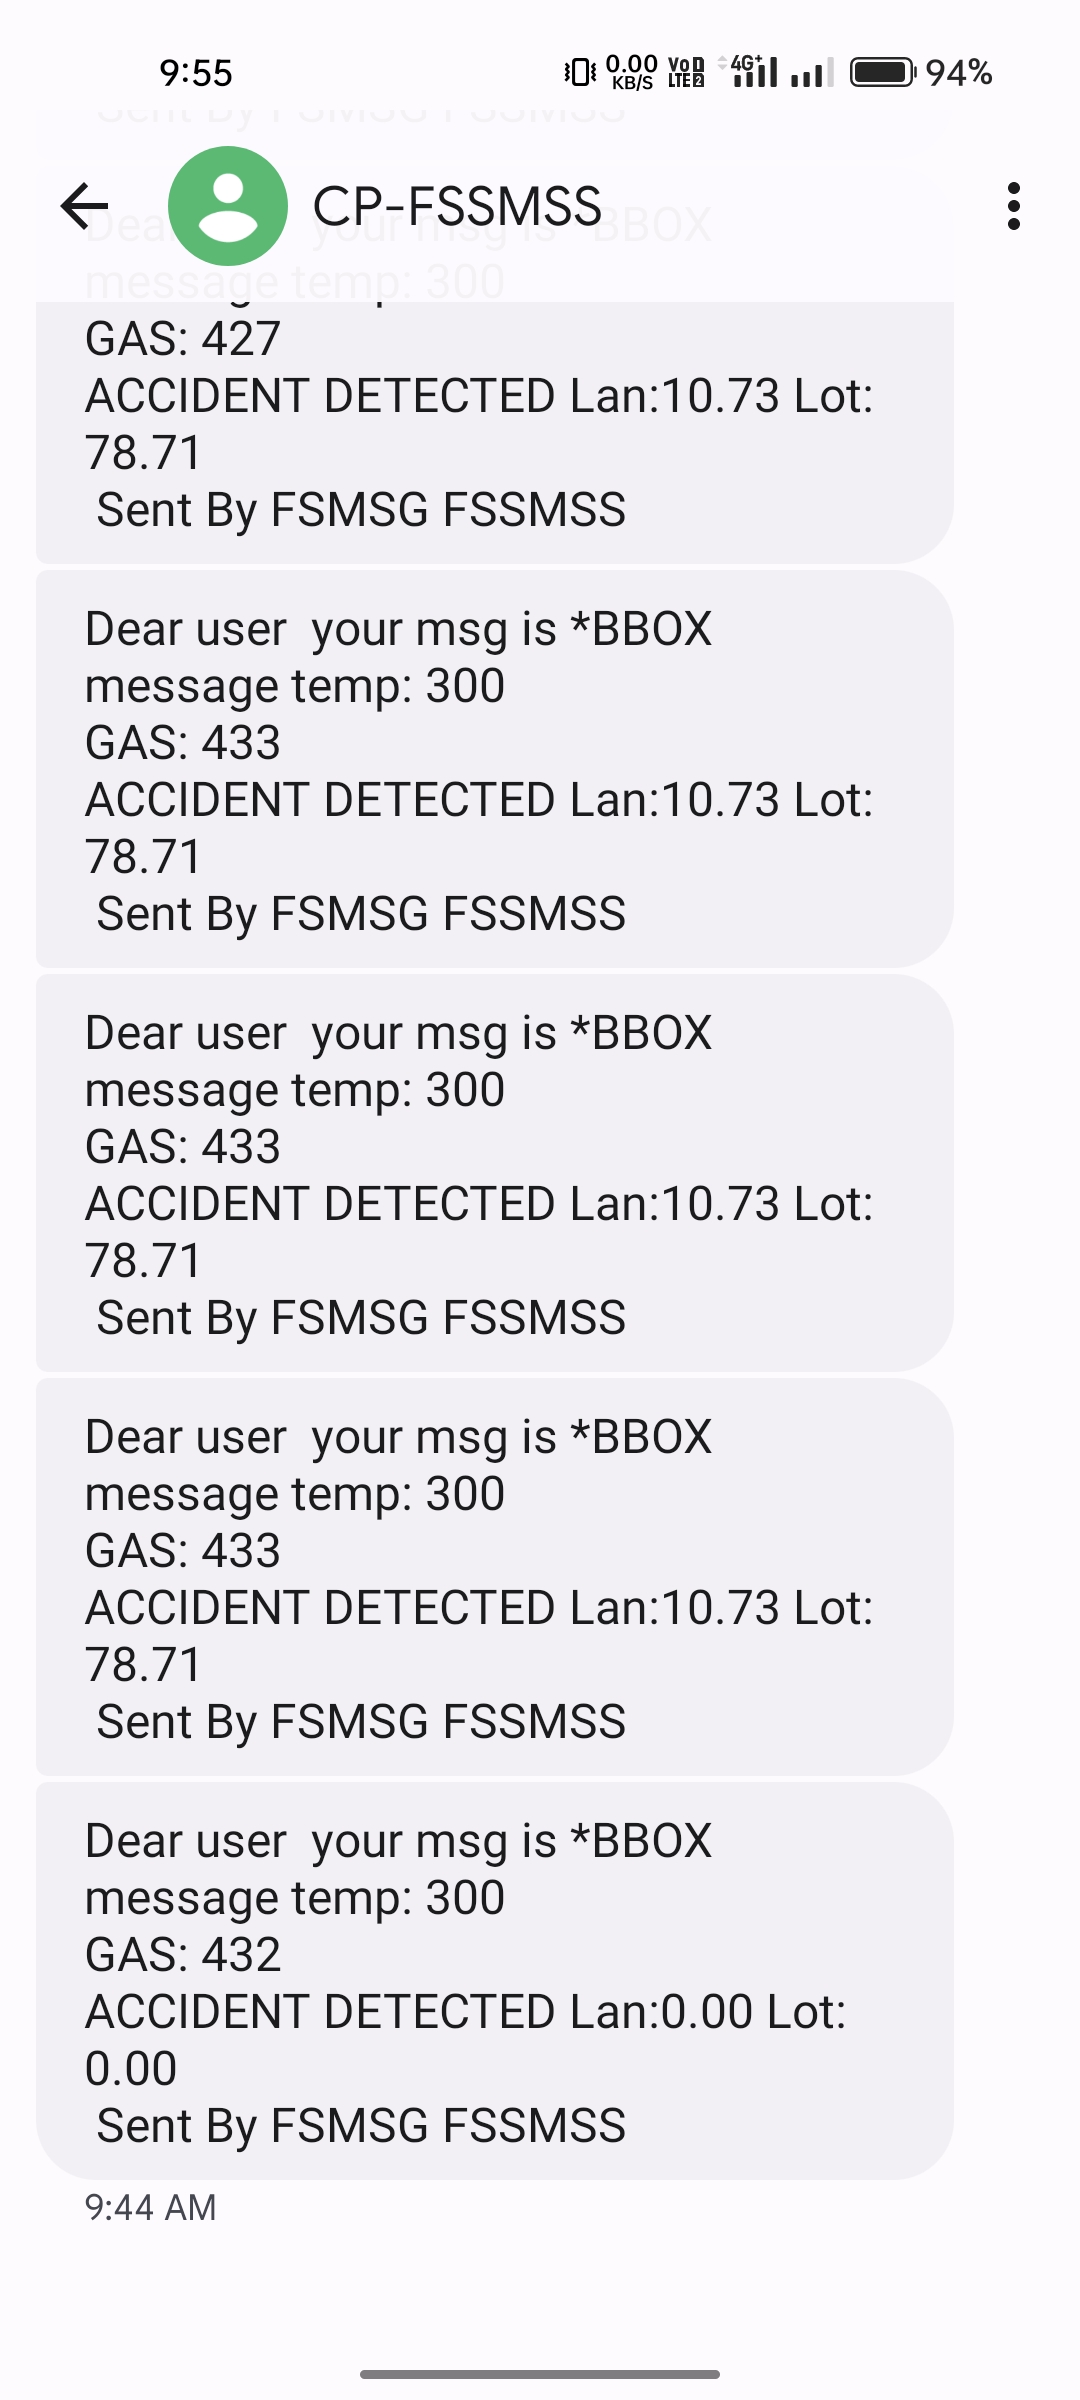 9:55 0.00 KB/S VoD LTE 2 4G+ 94%
Sent By FSMSG FSSMSS
CP-FSSMSS
Dear your msg is *BBOX
message temp: 300
GAS: 427
ACCIDENT DETECTED Lan:10.73 Lot:
78.71
Sent By FSMSG FSSMSS
Dear user your msg is *BBOX
message temp: 300
GAS: 433
ACCIDENT DETECTED Lan:10.73 Lot:
78.71
Sent By FSMSG FSSMSS
Dear user your msg is *BBOX
message temp: 300
GAS: 433
ACCIDENT DETECTED Lan:10.73 Lot:
78.71
Sent By FSMSG FSSMSS
Dear user your msg is *BBOX
message temp: 300
GAS: 433
ACCIDENT DETECTED Lan:10.73 Lot:
78.71
Sent By FSMSG FSSMSS
Dear user your msg is *BBOX
message temp: 300
GAS: 432
ACCIDENT DETECTED Lan:0.00 Lot:
0.00
Sent By FSMSG FSSMSS
9:44 AM